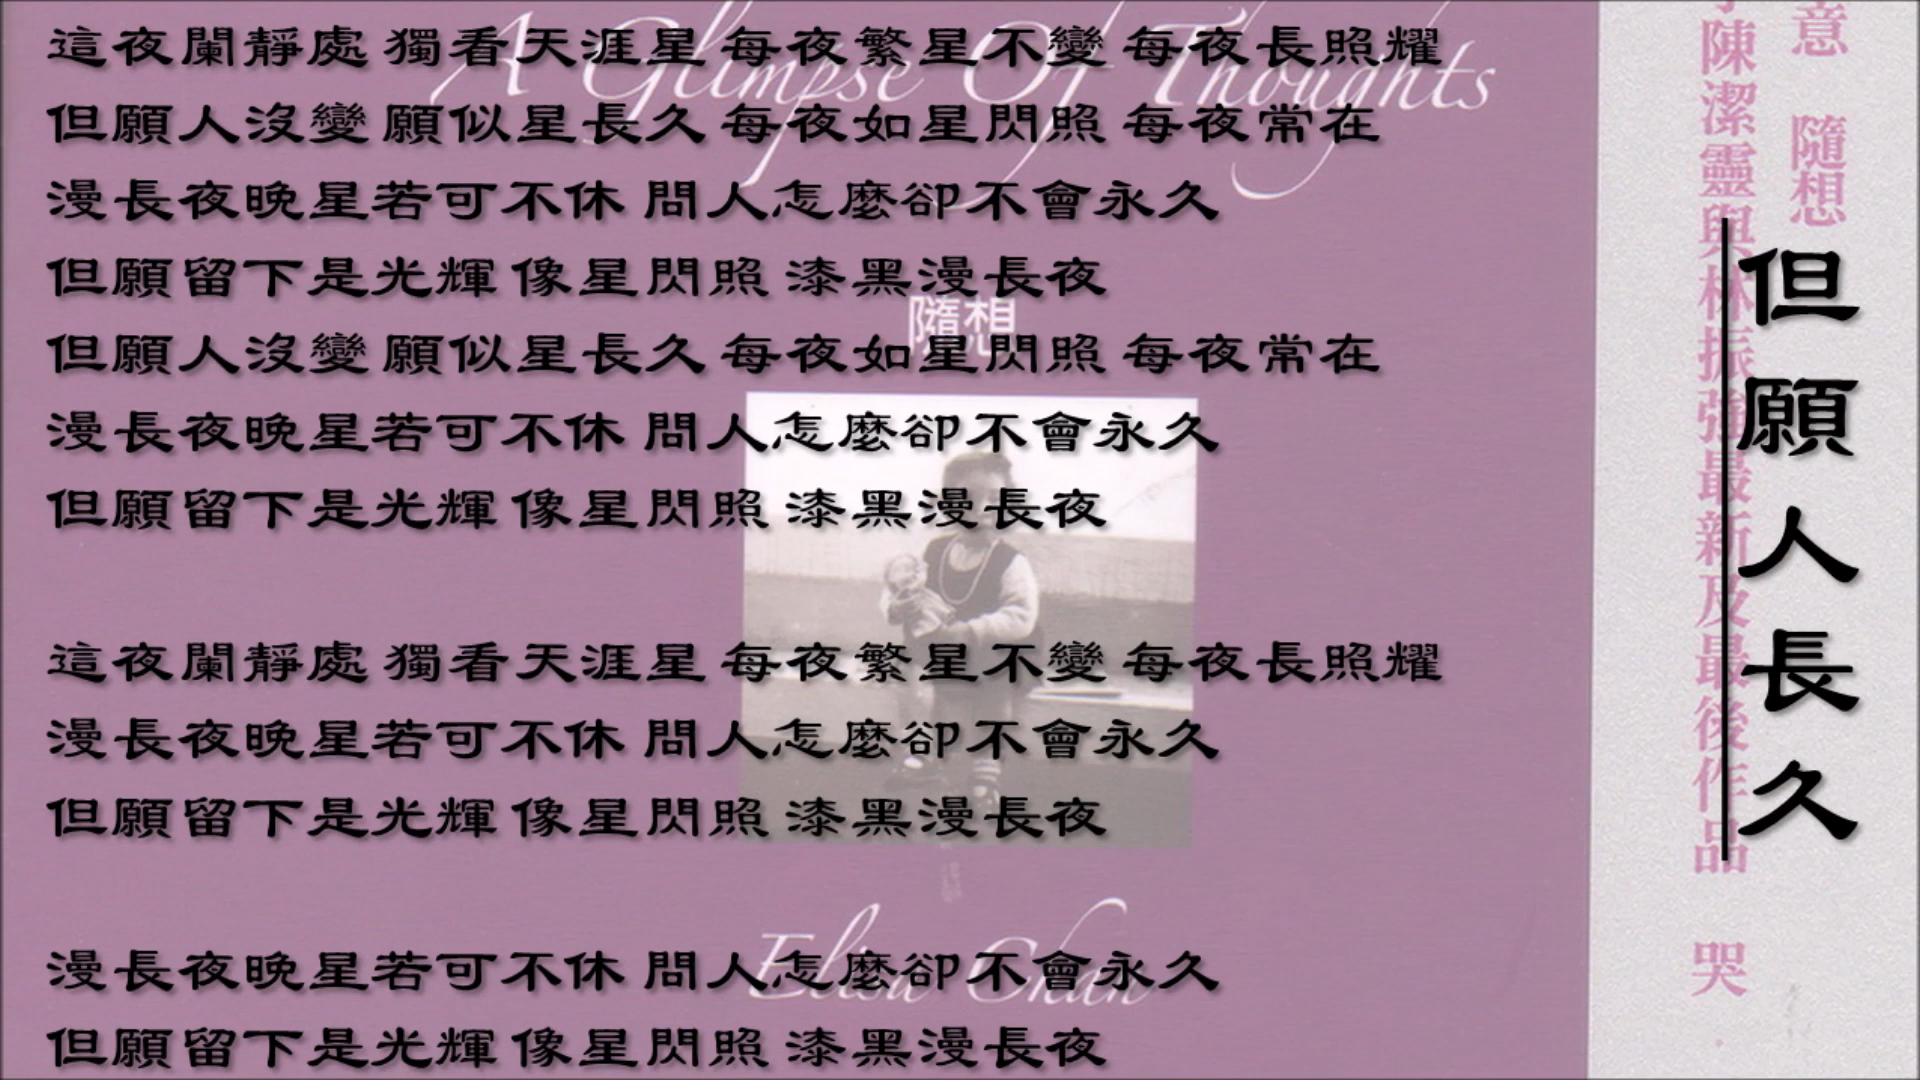 這夜闌靜處 獨看天涯星 每夜繁星不變 每夜長照耀
但願人沒變 願似星長久 每夜如星閃照 每夜常在
漫長夜晚星若可不休 問人怎麼卻不會永久
但願留下是光輝 像星閃照 漆黑漫長夜
但願人沒變 願似星長久 每夜如星閃照 每夜常在
漫長夜晚星若可不休 問人怎麼卻不會永久
但願留下是光輝 像星閃照 漆黑漫長夜
這夜闌靜處 獨看天涯星 每夜繁星不變 每夜長照耀
漫長夜晚星若可不休 問人怎麼卻不會永久
但願留下是光輝 像星閃照 漆黑漫長夜
漫長夜晚星若可不休 問人怎麼卻不會永久
但願留下是光輝 像星閃照 漆黑漫長夜
A Glimpse Of Thoughts
隨想
Elisa Chan
但願人長久
意 隨想
陳潔靈與林振強最新及最後作品 哭